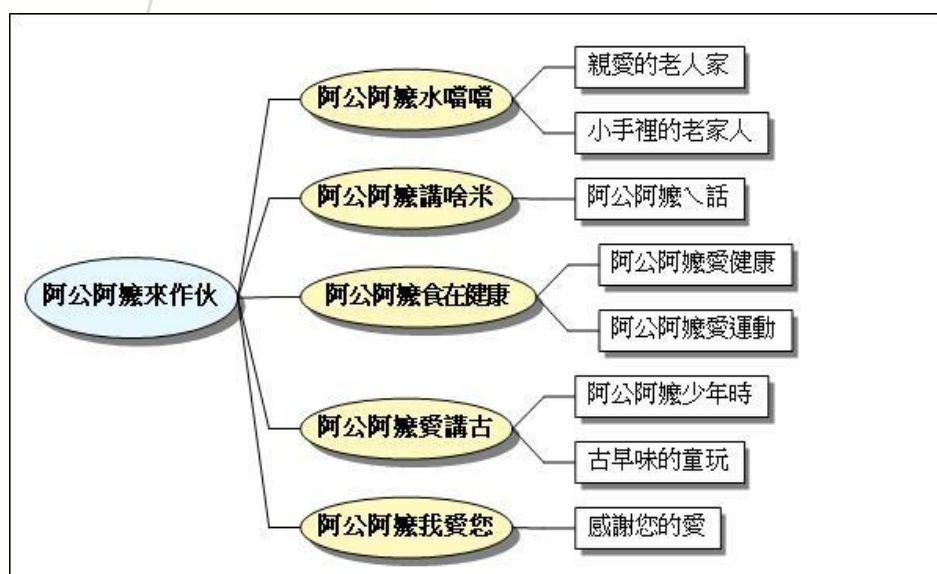 阿公阿嬤來作伙
阿公阿嬤水噹噹
親愛的老人家
小手裡的老家人
阿公阿嬤講啥米
阿公阿嬤ㄟ話
阿公阿嬤食在健康
阿公阿嬤愛健康
阿公阿嬤愛運動
阿公阿嬤愛講古
阿公阿嬤少年時
古早味的童玩
阿公阿嬤我愛您
感謝您的愛